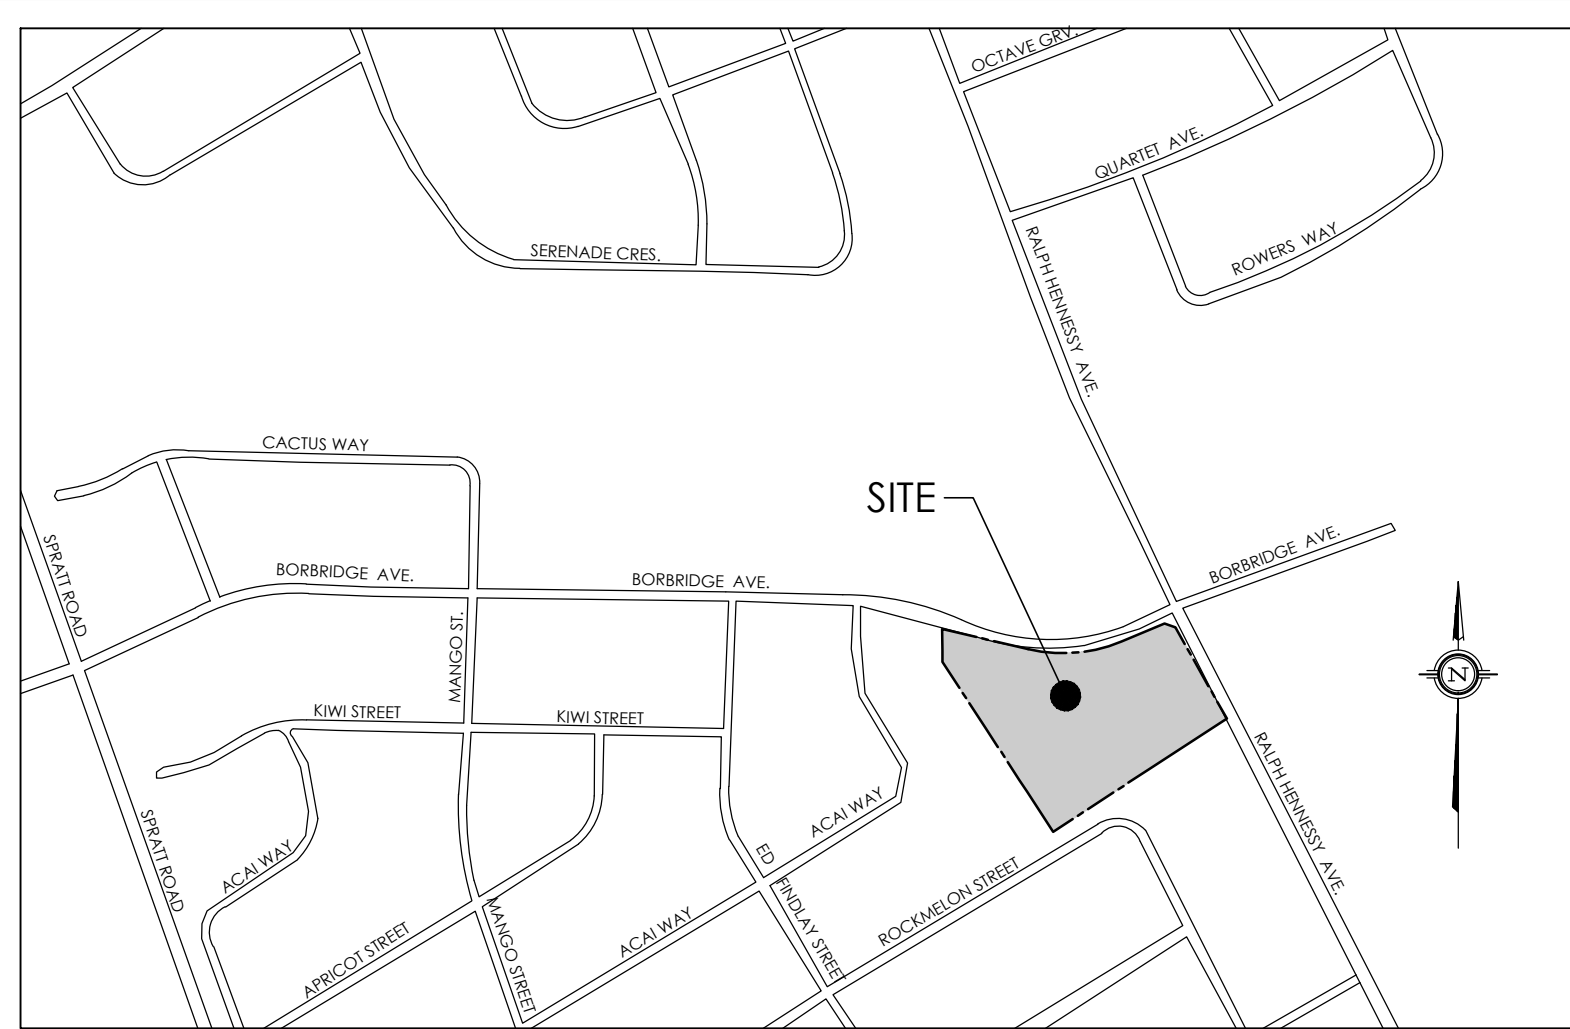 OCTAVE GRV.
QUARTET AVE.
ROWERS WAY
SERENADE CRES.
RALPH HENNESSY AVE.
CACTUS WAY
SITE
SPRATT ROAD
BORBRIDGE AVE.
BORBRIDGE AVE.
BORBRIDGE AVE.
MANGO ST.
KIWI STREET
KIWI STREET
N
RALPH HENNESSY AVE.
SPRATT ROAD
ACAI WAY
ACAI WAY
ED FINDLAY STREET
ROCKMELON STREET
APRICOT STREET
MANGO STREET
ACAI WAY